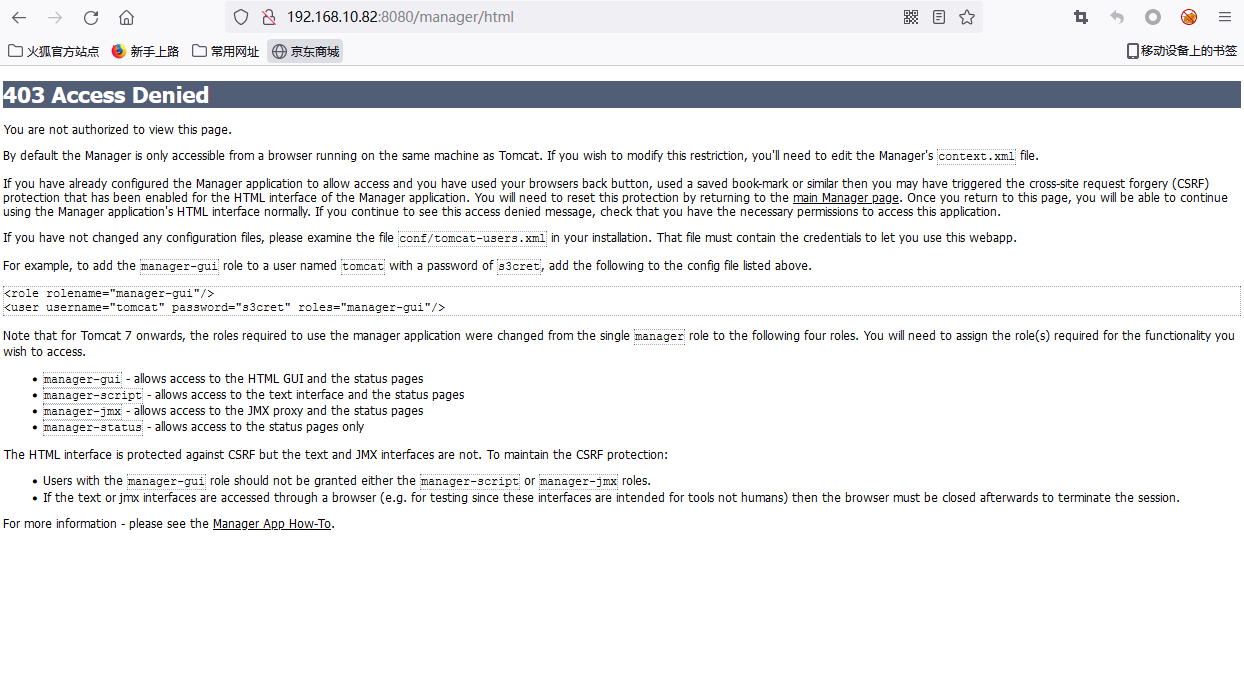 192.168.10.82:8080/manager/html
火狐官方站点 新手上路 常用网址 京东商城 移动设备上的书签
403 Access Denied
You are not authorized to view this page.
By default the Manager is only accessible from a browser running on the same machine as Tomcat. If you wish to modify this restriction, you'll need to edit the Manager's context.xml file.
If you have already configured the Manager application to allow access and you have used your browsers back button, used a saved book-mark or similar then you may have triggered the cross-site request forgery (CSRF)
protection that has been enabled for the HTML interface of the Manager application. You will need to reset this protection by returning to the main Manager page. Once you return to this page, you will be able to continue
using the Manager application's HTML interface normally. If you continue to see this access denied message, check that you have the necessary permissions to access this application.
If you have not changed any configuration files, please examine the file conf/tomcat-users.xml in your installation. That file must contain the credentials to let you use this webapp.
For example, to add the manager-gui role to a user named tomcat with a password of s3cret, add the following to the config file listed above.
<role rolename="manager-gui"/>
<user username="tomcat" password="s3cret" roles="manager-gui"/>
Note that for Tomcat 7 onwards, the roles required to use the manager application were changed from the single manager role to the following four roles. You will need to assign the role(s) required for the functionality you
wish to access.
• manager-gui - allows access to the HTML GUI and the status pages
• manager-script - allows access to the text interface and the status pages
• manager-jmx - allows access to the JMX proxy and the status pages
• manager-status - allows access to the status pages only
The HTML interface is protected against CSRF but the text and JMX interfaces are not. To maintain the CSRF protection:
• Users with the manager-gui role should not be granted either the manager-script or manager-jmx roles.
• If the text or jmx interfaces are accessed through a browser (e.g. for testing since these interfaces are intended for tools not humans) then the browser must be closed afterwards to terminate the session.
For more information - please see the Manager App How-To.